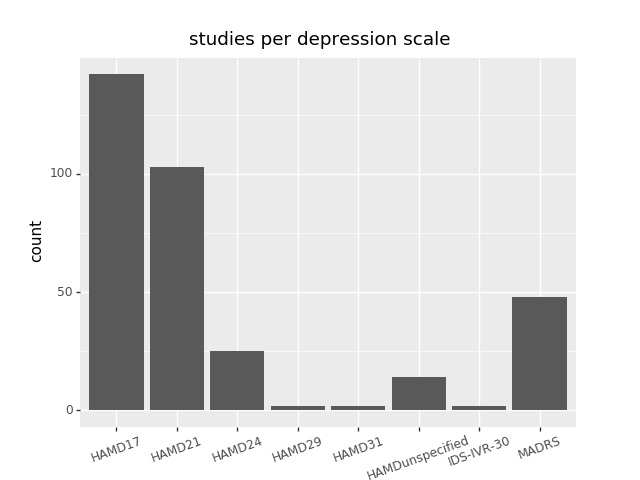 studies per depression scale
count
100
50
0
HAMD17
HAMD21
HAMD24
HAMD29
HAMD31
HAMDunspecified
IDS-IVR-30
MADRS